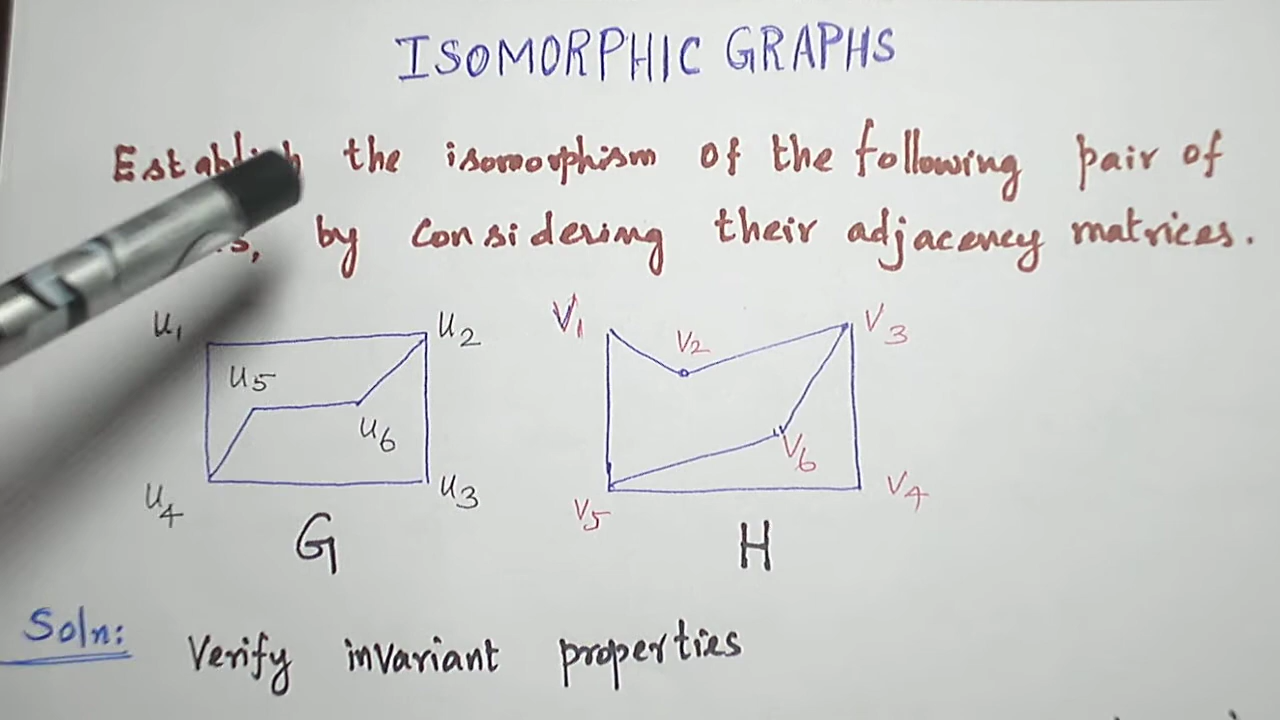 ISOMORPHIC GRAPHS
Establish the isomorphism of the following pair of
by considering their adjacency matrices.
U1 U2 V1 V2 V3
U5
U6 V6
U4 U3 V5 V4
G H
Soln: Verify invariant properties